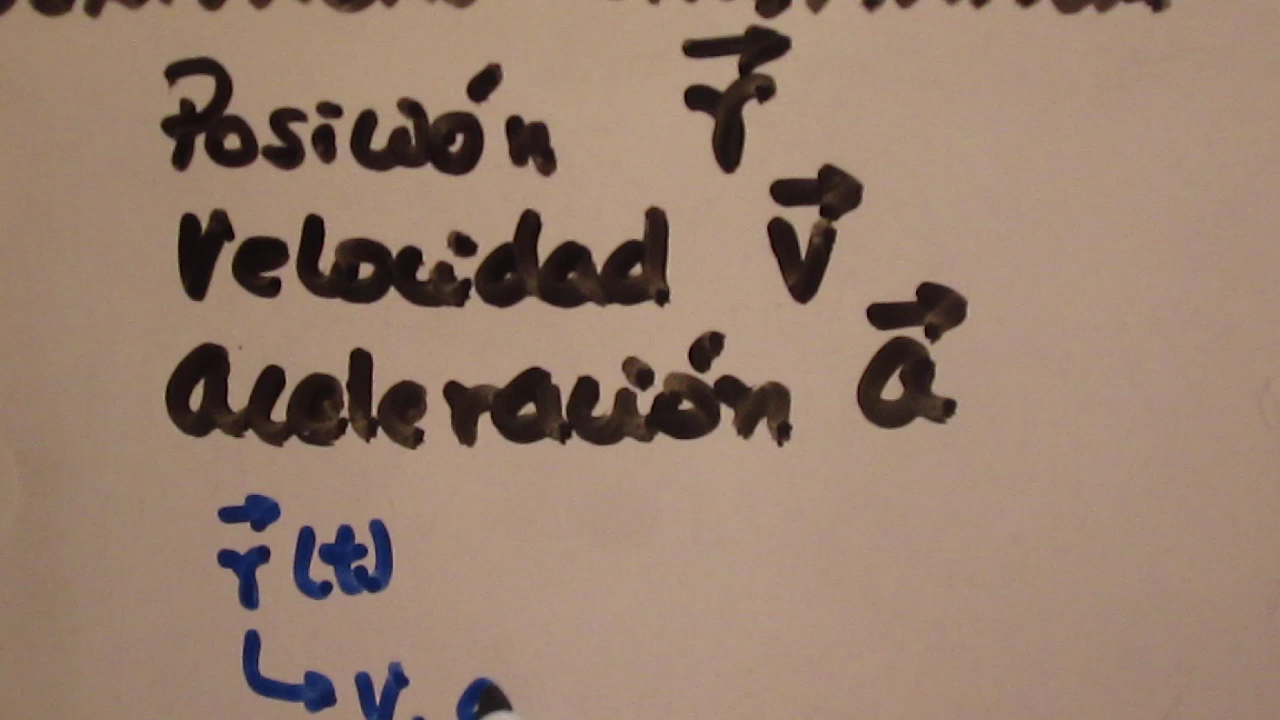 Posición r⃗
Velocidad v⃗
aceleración a⃗
r⃗(t)
↳ v,